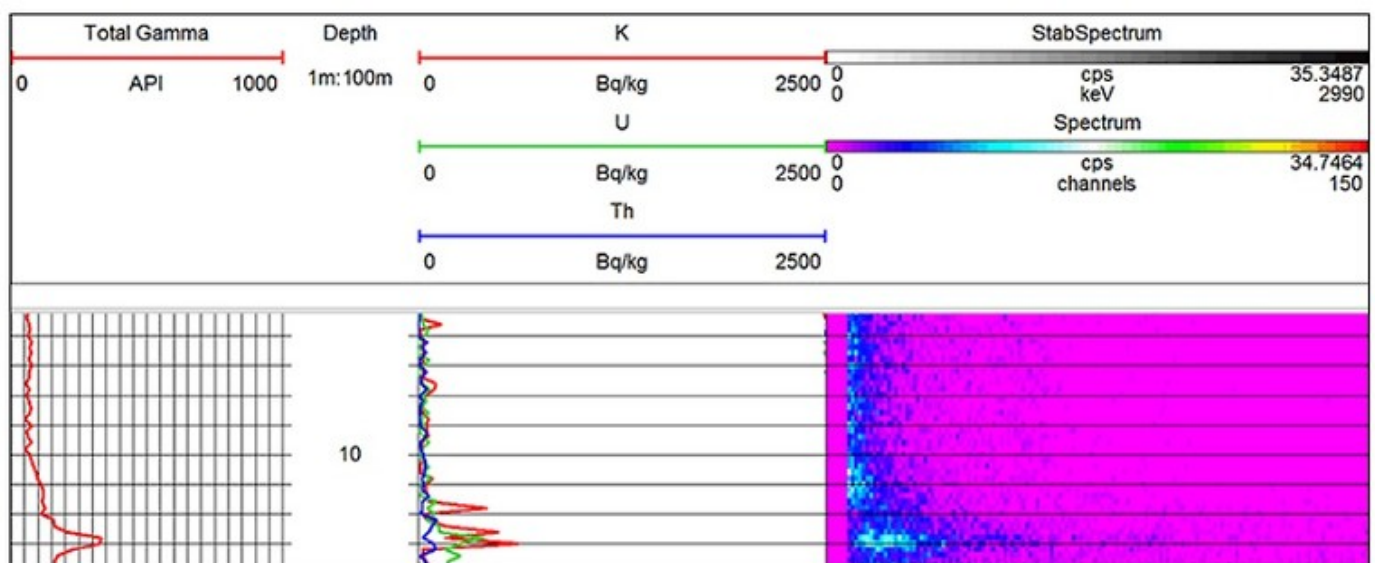 Total Gamma Depth K StabSpectrum
0 API 1000 1m:100m 0 Bq/kg 2500 0 cps 35.3487
0 keV 2990
U Spectrum
0 Bq/kg 2500 0 cps 34.7464
0 channels 150
Th
0 Bq/kg 2500
10